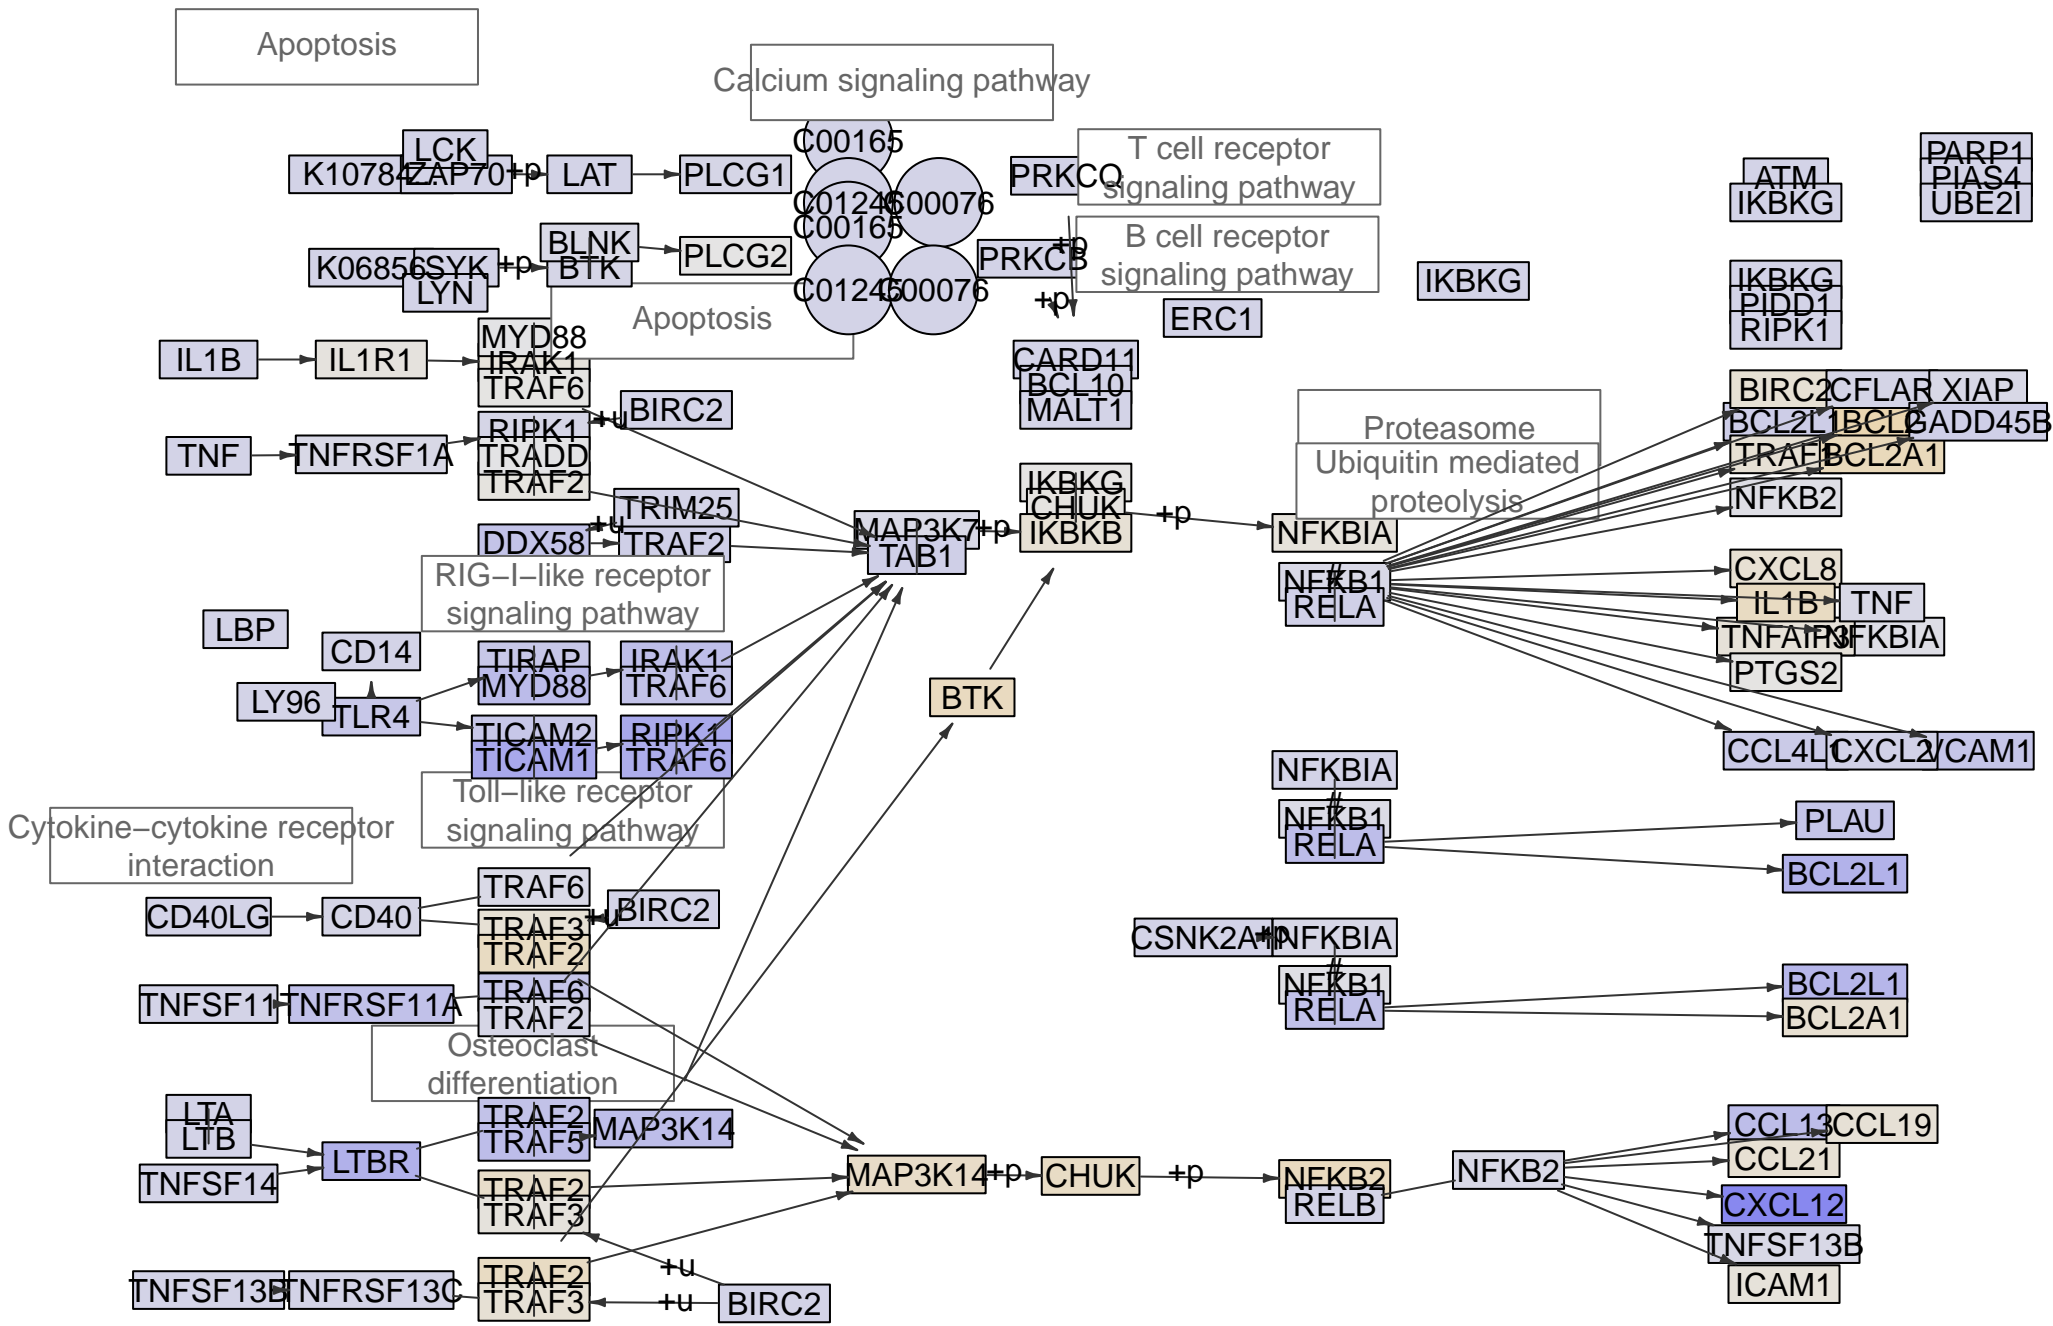 Apoptosis
Calcium signaling pathway
T cell receptor
signaling pathway
B cell receptor
signaling pathway
LCK
K10784
ZAP70
+p
LAT
PLCG1
C00165
C01246
C00076
C00165
C01245
C00076
PRKCQ
PRKCB
+p
+p
ATM
IKBKG
PARP1
PIAS4
UBE2I
K06856
SYK
LYN
+p
BLNK
BTK
PLCG2
Apoptosis
ERC1
IKBKG
IKBKG
PIDD1
RIPK1
IL1B
IL1R1
MYD88
IRAK1
TRAF6
CARD11
BCL10
MALT1
TNF
TNFRSF1A
RIPK1
TRADD
TRAF2
+u
BIRC2
Proteasome
Ubiquitin mediated
proteolysis
BIRC2
CFLAR
XIAP
BCL2L1
BCL2
GADD45B
TRAF1
BCL2A1
NFKB2
DDX58
+u
TRIM25
TRAF2
MAP3K7
TAB1
+p
IKBKG
CHUK
IKBKB
+p
NFKBIA
NFKB1
RELA
CXCL8
IL1B
TNF
TNFAIP3
NFKBIA
PTGS2
CCL4L1
CXCL2
VCAM1
RIG−I−like receptor
signaling pathway
LBP
CD14
LY96
TLR4
TIRAP
MYD88
IRAK1
TRAF6
TICAM2
TICAM1
RIPK1
TRAF6
BTK
Toll−like receptor
signaling pathway
Cytokine−cytokine receptor
interaction
NFKBIA
NFKB1
RELA
PLAU
BCL2L1
CD40LG
CD40
TRAF6
TRAF3
TRAF2
+u
BIRC2
CSNK2A1
+p
NFKBIA
NFKB1
RELA
BCL2L1
BCL2A1
TNFSF11
TNFRSF11A
TRAF6
TRAF2
Osteoclast
differentiation
LTA
LTB
TNFSF14
LTBR
TRAF2
TRAF5
MAP3K14
TRAF2
TRAF3
MAP3K14
+p
CHUK
+p
NFKB2
RELB
NFKB2
CCL13
CCL19
CCL21
CXCL12
TNFSF13B
ICAM1
TNFSF13B
TNFRSF13C
TRAF2
TRAF3
+u
+u
BIRC2